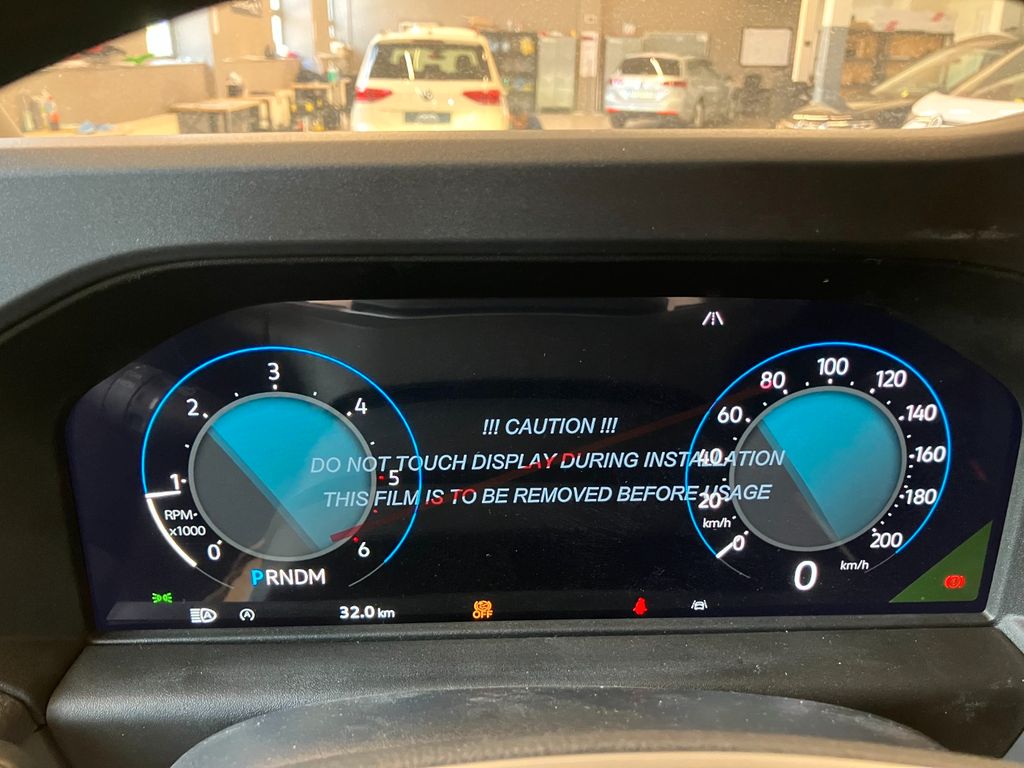 !!! CAUTION !!!
DO NOT TOUCH DISPLAY DURING INSTALLATION
THIS FILM IS TO BE REMOVED BEFORE USAGE
0
1
2
3
4
5
6
RPM
x1000
PRNDM
0
20
40
60
80
100
120
140
160
180
200
km/h
0 km/h
A
A
32.0 km
OFF